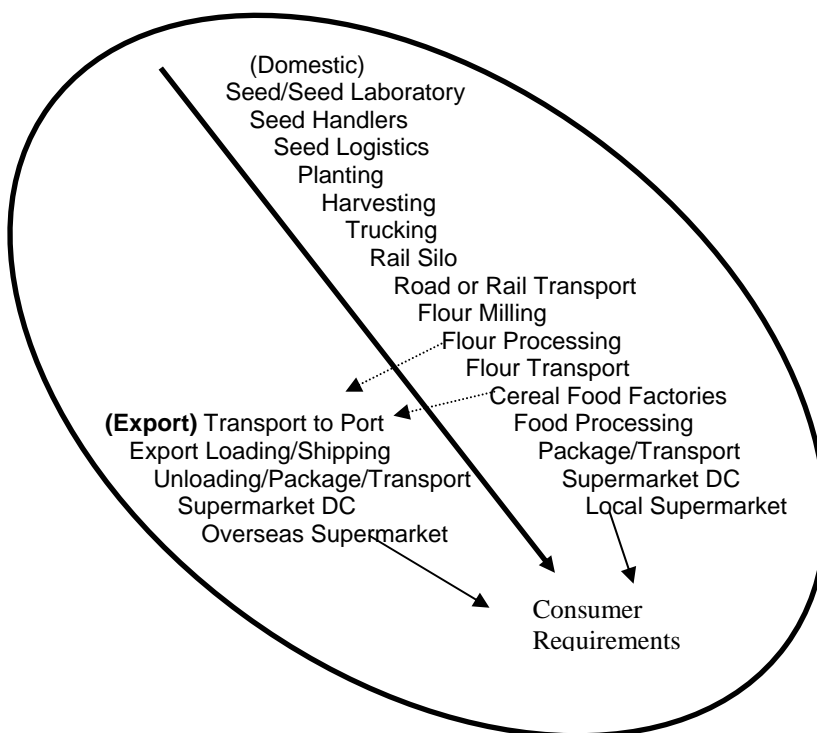 (Domestic)
Seed/Seed Laboratory
Seed Handlers
Seed Logistics
Planting
Harvesting
Trucking
Rail Silo
Road or Rail Transport
Flour Milling
Flour Processing
Flour Transport
Cereal Food Factories
Food Processing
Package/Transport
Supermarket DC
Local Supermarket
(Export) Transport to Port
Export Loading/Shipping
Unloading/Package/Transport
Supermarket DC
Overseas Supermarket
Consumer
Requirements